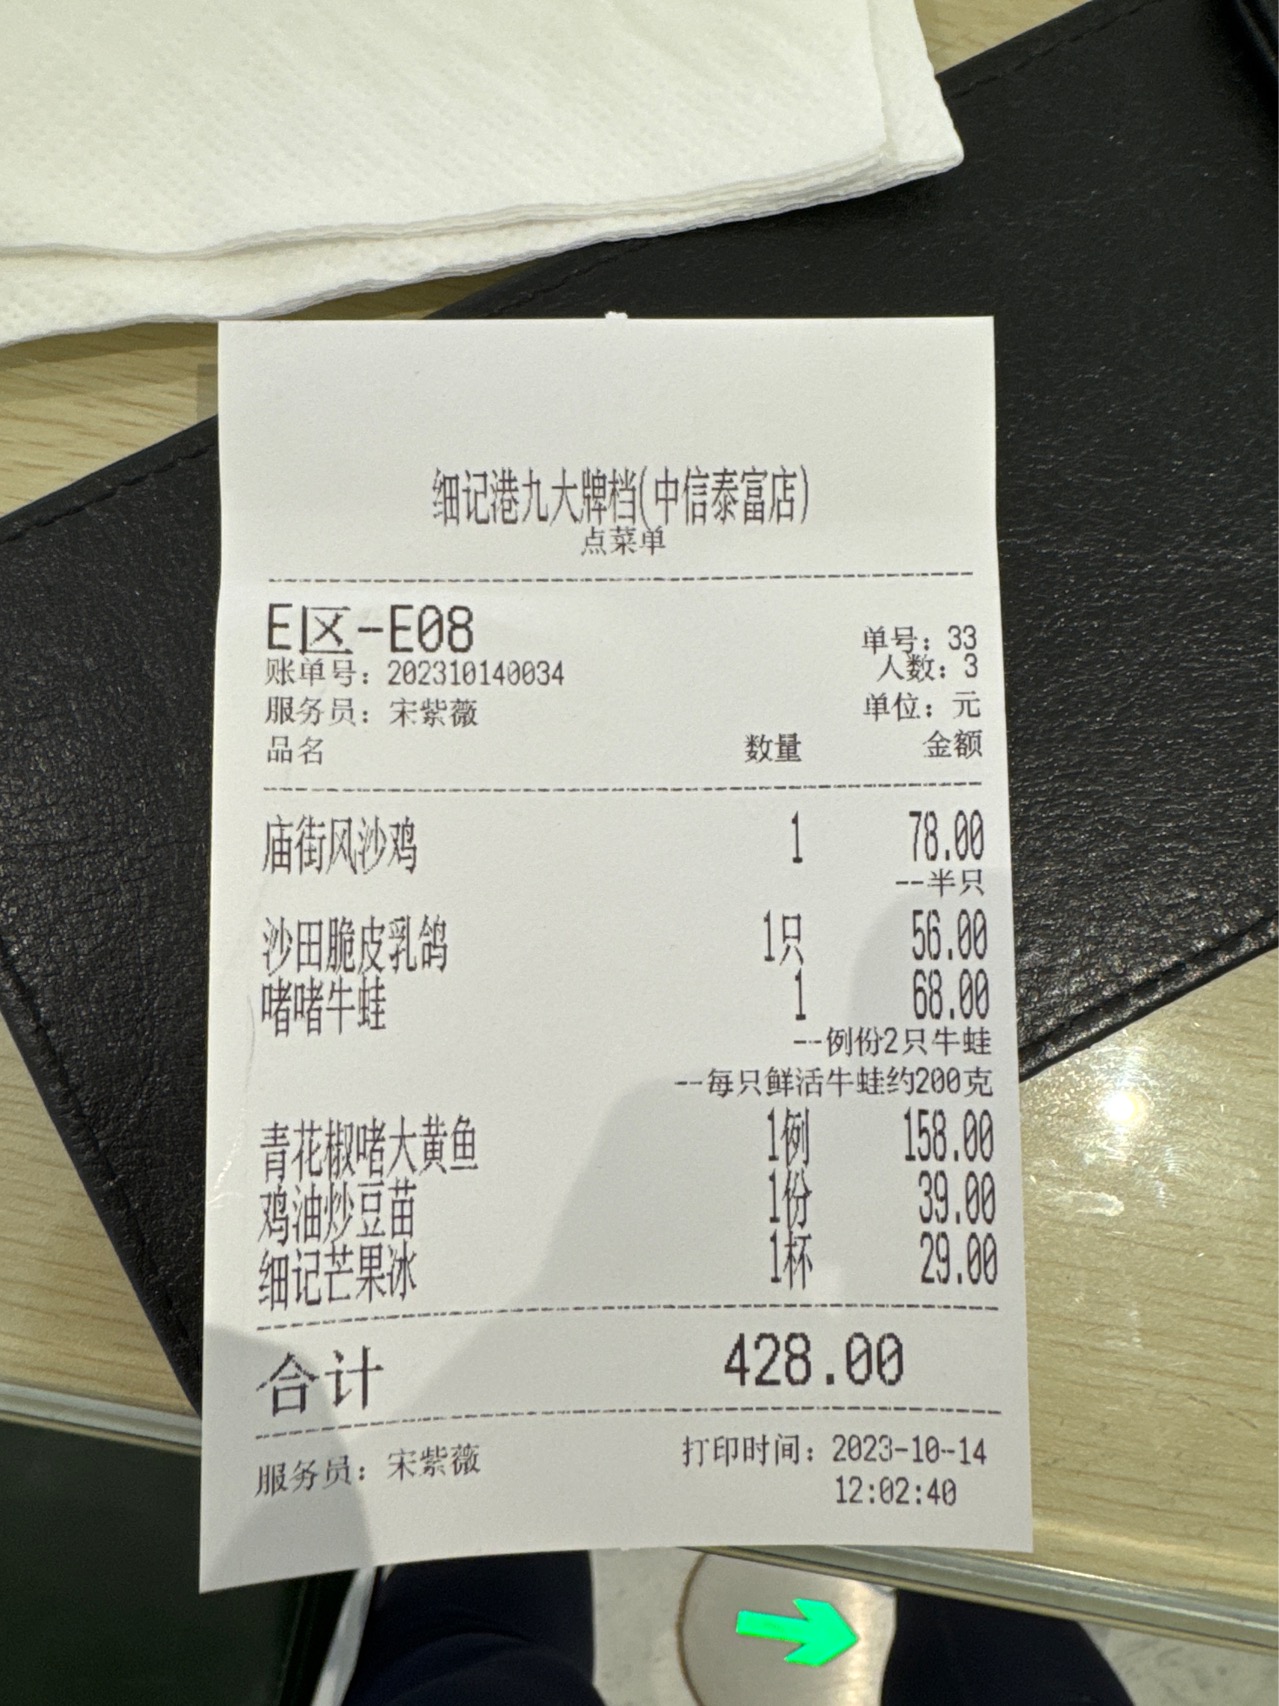 细记港九大牌档(中信泰富店)
点菜单
E区-E08
单号：33
账单号：202310140034
人数：3
服务员：宋紫薇
单位：元
品名 数量 金额
庙街风沙鸡 1 78.00
--半只
沙田脆皮乳鸽 1只 56.00
啫啫牛蛙 1 68.00
--例份2只牛蛙
--每只鲜活牛蛙约200克
青花椒啫大黄鱼 1例 158.00
鸡油炒豆苗 1份 39.00
细记芒果冰 1杯 29.00
合计 428.00
服务员：宋紫薇 打印时间：2023-10-14
12:02:40